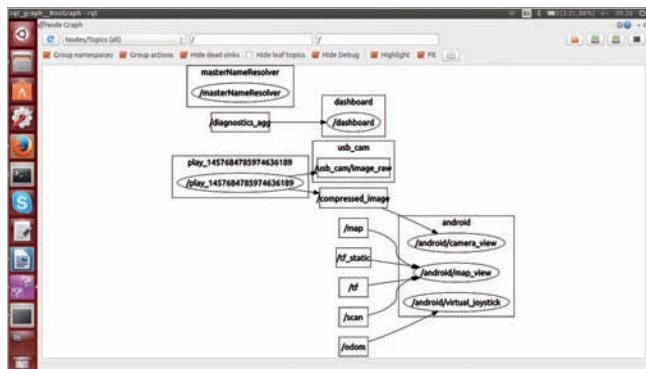 rqt_graph__RosGraph - rqt
Node Graph
Nodes/Topics (all)
/
/
Group namespaces Group actions Hide dead sinks Hide leaf topics Hide Debug Highlight Fit
masterNameResolver
/masterNameResolver
dashboard
/diagnostics_agg
/dashboard
usb_cam
play_1457684785974636189
/usb_cam/image_raw
/play_1457684785974636189
/compressed_image
android
/map
/android/camera_view
/tf_static
/android/map_view
/tf
/android/virtual_joystick
/scan
/odom